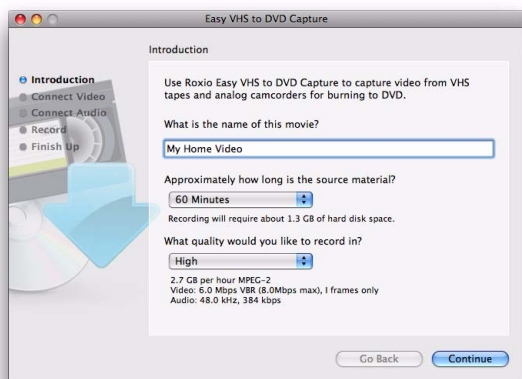 Easy VHS to DVD Capture
Introduction
Introduction
Connect Video
Connect Audio
Record
Finish Up
Use Roxio Easy VHS to DVD Capture to capture video from VHS
tapes and analog camcorders for burning to DVD.
What is the name of this movie?
My Home Video
Approximately how long is the source material?
60 Minutes
Recording will require about 1.3 GB of hard disk space.
What quality would you like to record in?
High
2.7 GB per hour MPEG-2
Video: 6.0 Mbps VBR (8.0Mbps max), I frames only
Audio: 48.0 kHz, 384 kbps
Go Back
Continue